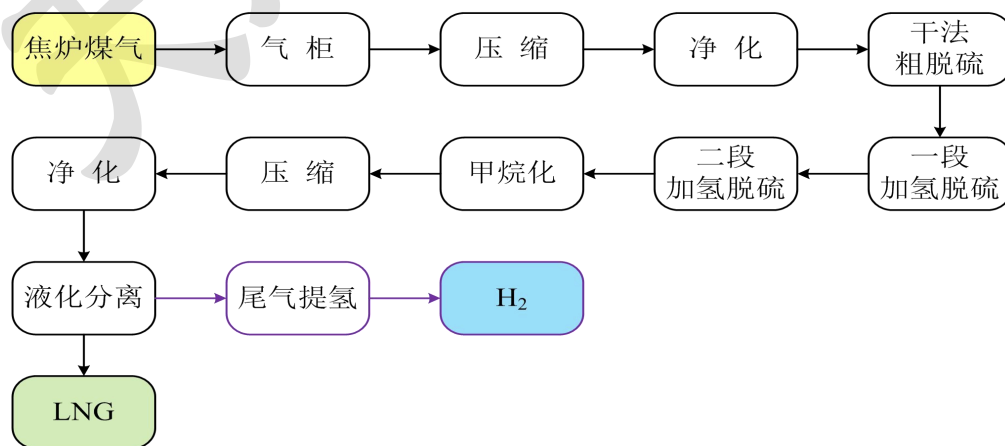 焦炉煤气
气 柜
压 缩
净 化
干法
粗脱硫
一段
加氢脱硫
二段
加氢脱硫
甲烷化
压 缩
净 化
液化分离
尾气提氢
H₂
LNG